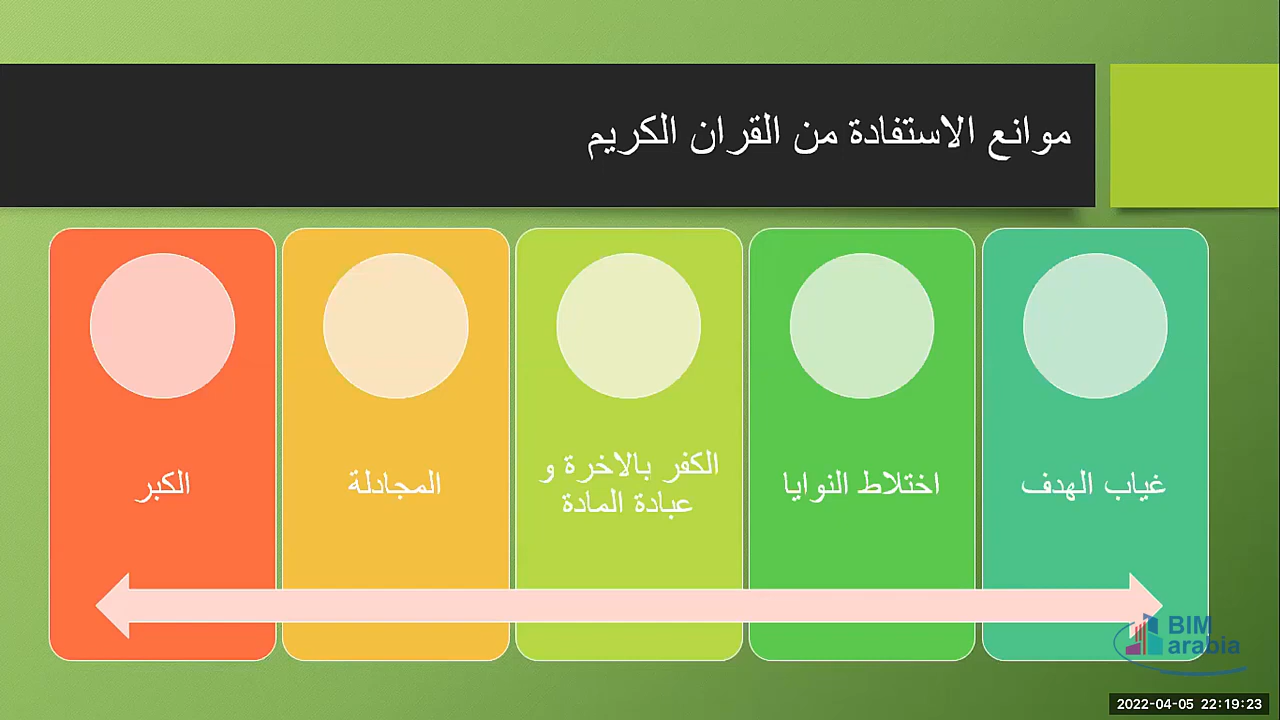 موانع الاستفادة من القران الكريم
غياب الهدف
اختلاط النوايا
الكفر بالاخرة و
عبادة المادة
المجادلة
الكبر
BIM
arabia
2022-04-05 22:19:23